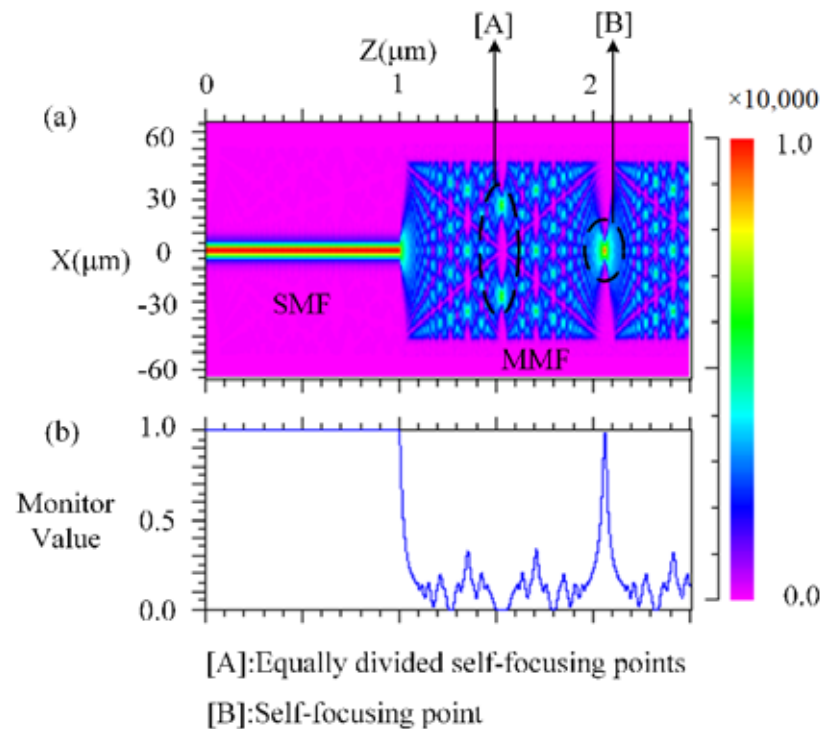 [A] [B]
Z(μm)
0 1 2
×10,000
(a)
60
1.0
30
X(μm) 0
SMF
-30
MMF
-60
0.0
(b)
1.0
Monitor
Value
0.5
0.0
[A]:Equally divided self-focusing points
[B]:Self-focusing point